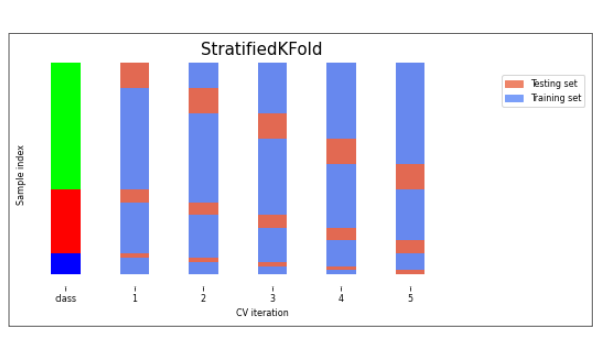 StratifiedKFold
Testing set
Training set
Sample index
class 1 2 3 4 5
CV iteration